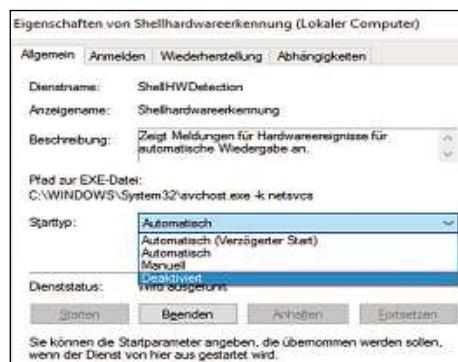 Eigenschaften von Shellhardwareerkennung (Lokaler Computer)
Allgemein Anmelden Wiederherstellung Abhängigkeiten
Dienstname: ShellHWDetection
Anzeigename: Shellhardwareerkennung
Beschreibung: Zeigt Meldungen für Hardwareereignisse für
automatische Wiedergabe an.
Pfad zur EXE-Datei:
C:\WINDOWS\System32\svchost.exe -k netsvcs
Starttyp: Automatisch
Automatisch (Verzögerter Start)
Automatisch
Manuell
Deaktiviert
Dienststatus: Wird ausgeführt
Starten Beenden Anhalten Fortsetzen
Sie können die Startparameter angeben, die übernommen werden sollen,
wenn der Dienst von hier aus gestartet wird.